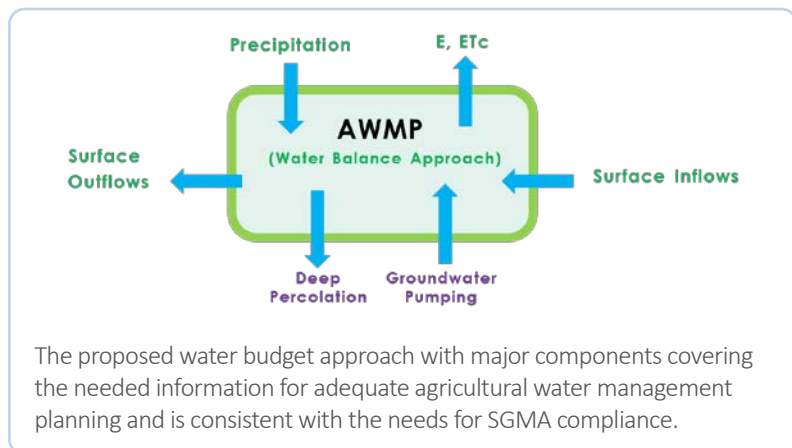 Precipitation
E, ETc
AWMP
(Water Balance Approach)
Surface
Outflows
Surface Inflows
Deep
Percolation
Groundwater
Pumping
The proposed water budget approach with major components covering
the needed information for adequate agricultural water management
planning and is consistent with the needs for SGMA compliance.